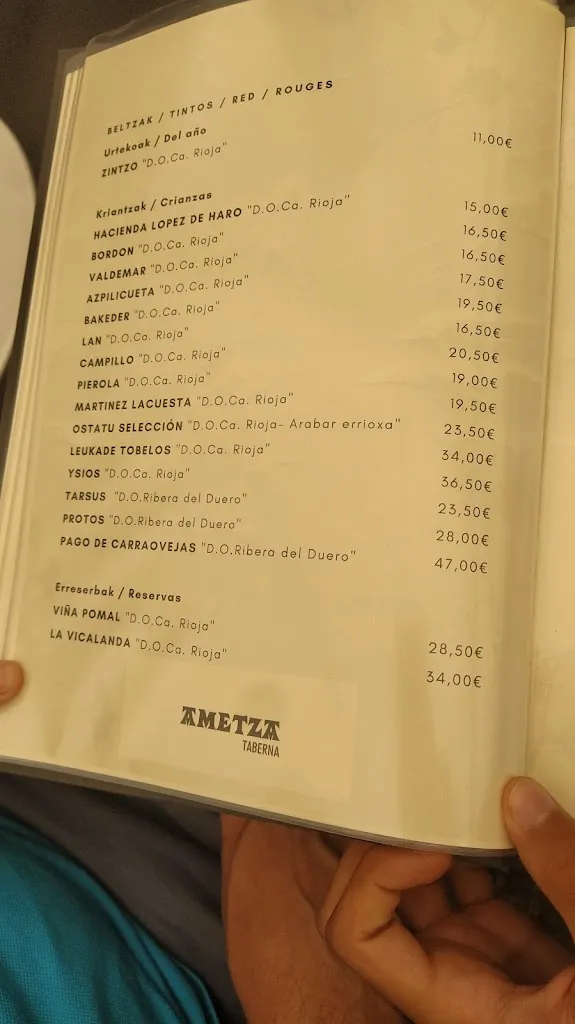 BELTZAK / TINTOS / RED / ROUGES
Urtekoak / Del año
ZINTZO "D.O.Ca. Rioja" 11,00€
Kriantzak / Crianzas
HACIENDA LOPEZ DE HARO "D.O.Ca. Rioja" 15,00€
BORDON "D.O.Ca. Rioja" 16,50€
VALDEMAR "D.O.Ca. Rioja" 16,50€
AZPILICUETA "D.O.Ca. Rioja" 17,50€
BAKEDER "D.O.Ca. Rioja" 19,50€
LAN "D.O.Ca. Rioja" 16,50€
CAMPILLO "D.O.Ca. Rioja" 20,50€
PIEROLA "D.O.Ca. Rioja" 19,00€
MARTINEZ LACUESTA "D.O.Ca. Rioja" 19,50€
OSTATU SELECCIÓN "D.O.Ca. Rioja- Arabar errioxa" 23,50€
LEUKADE TOBELOS "D.O.Ca. Rioja" 34,00€
YSIOS "D.O.Ca. Rioja" 36,50€
TARSUS "D.O.Ribera del Duero" 23,50€
PROTOS "D.O.Ribera del Duero" 28,00€
PAGO DE CARRAOVEJAS "D.O.Ribera del Duero" 47,00€
Erreserbak / Reservas
VIÑA POMAL "D.O.Ca. Rioja" 28,50€
LA VICALANDA "D.O.Ca. Rioja" 34,00€
AMETZA
TABERNA